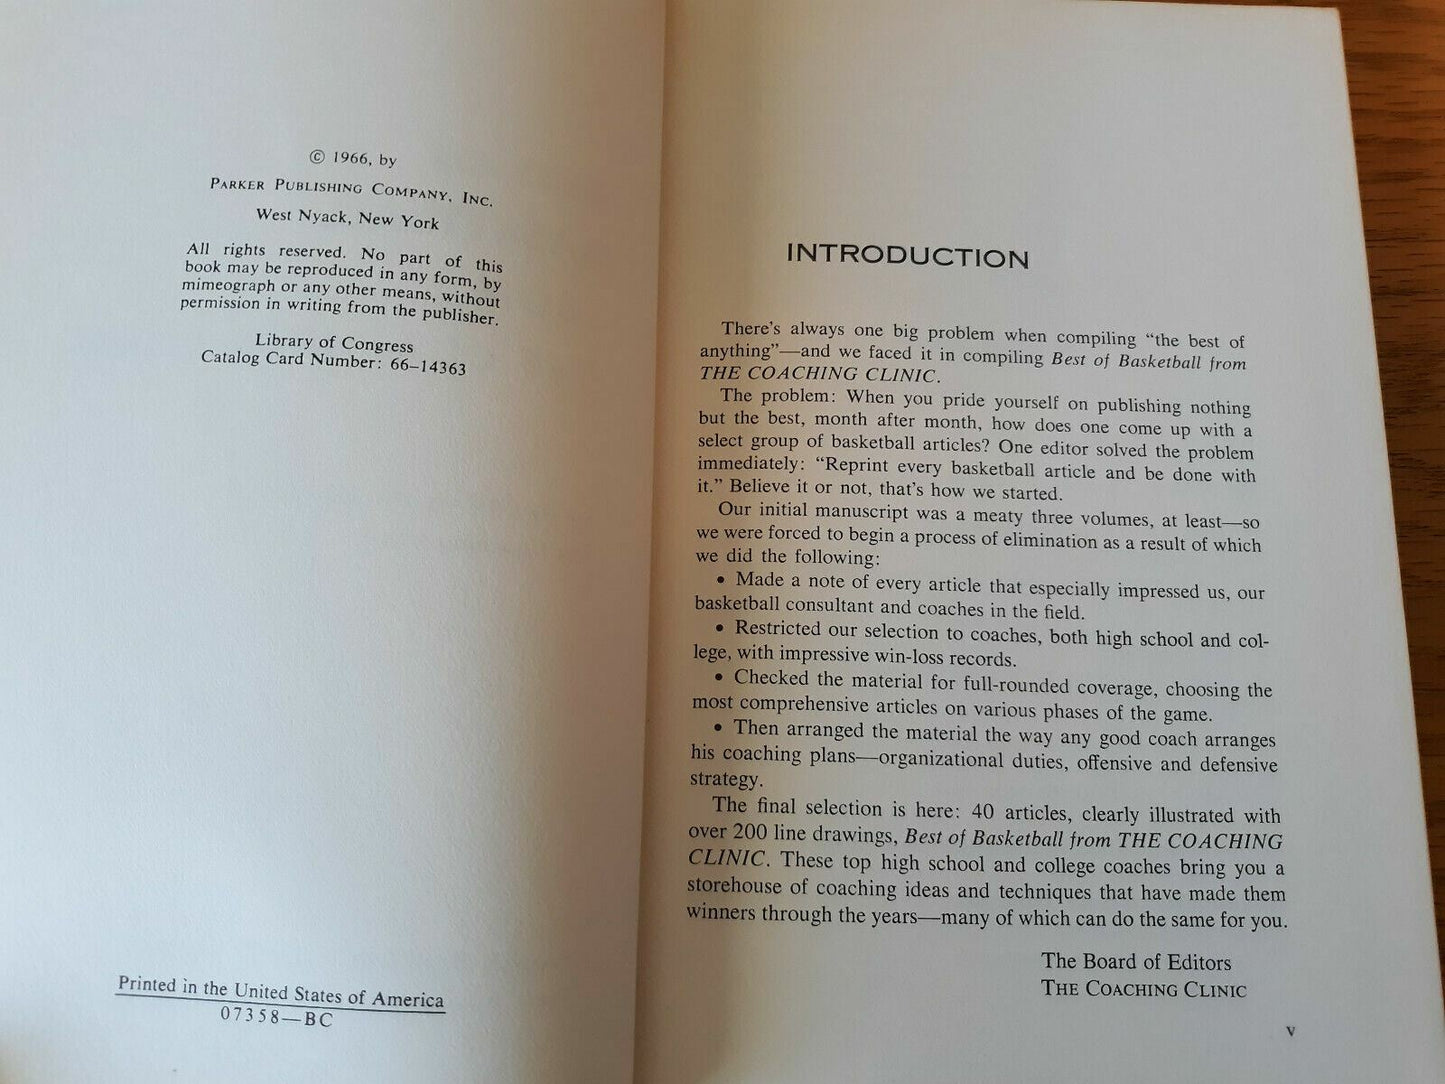 © 1966, by
PARKER PUBLISHING COMPANY, INC.
West Nyack, New York
All rights reserved. No part of this
book may be reproduced in any form, by
mimeograph or any other means, without
permission in writing from the publisher.
Library of Congress
Catalog Card Number: 66–14363
Printed in the United States of America
07358—BC
INTRODUCTION
There's always one big problem when compiling “the best of
anything”—and we faced it in compiling Best of Basketball from
THE COACHING CLINIC.
The problem: When you pride yourself on publishing nothing
but the best, month after month, how does one come up with a
select group of basketball articles? One editor solved the problem
immediately: “Reprint every basketball article and be done with
it.” Believe it or not, that's how we started.
Our initial manuscript was a meaty three volumes, at least—so
we were forced to begin a process of elimination as a result of which
we did the following:
• Made a note of every article that especially impressed us, our
basketball consultant and coaches in the field.
• Restricted our selection to coaches, both high school and col-
lege, with impressive win-loss records.
• Checked the material for full-rounded coverage, choosing the
most comprehensive articles on various phases of the game.
• Then arranged the material the way any good coach arranges
his coaching plans—organizational duties, offensive and defensive
strategy.
The final selection is here: 40 articles, clearly illustrated with
over 200 line drawings, Best of Basketball from THE COACHING
CLINIC. These top high school and college coaches bring you a
storehouse of coaching ideas and techniques that have made them
winners through the years—many of which can do the same for you.
The Board of Editors
THE COACHING CLINIC
v